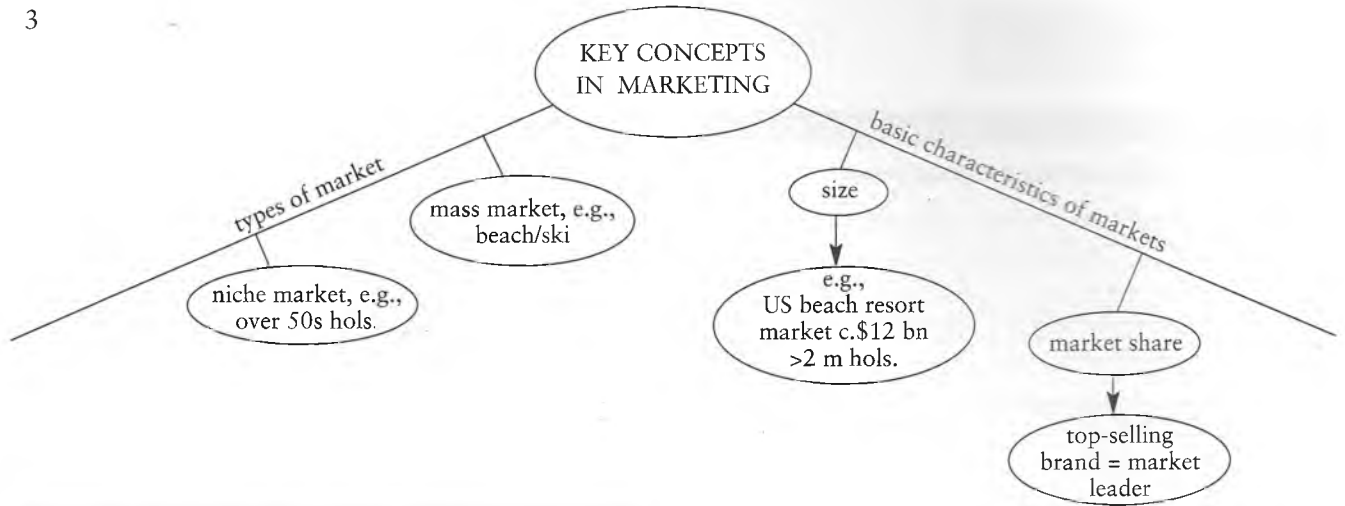 3
KEY CONCEPTS
IN MARKETING
types of market
mass market, e.g.,
beach/ski
niche market, e.g.,
over 50s hols.
basic characteristics of markets
size
e.g.,
US beach resort
market c.$12 bn
>2 m hols.
market share
top-selling
brand = market
leader